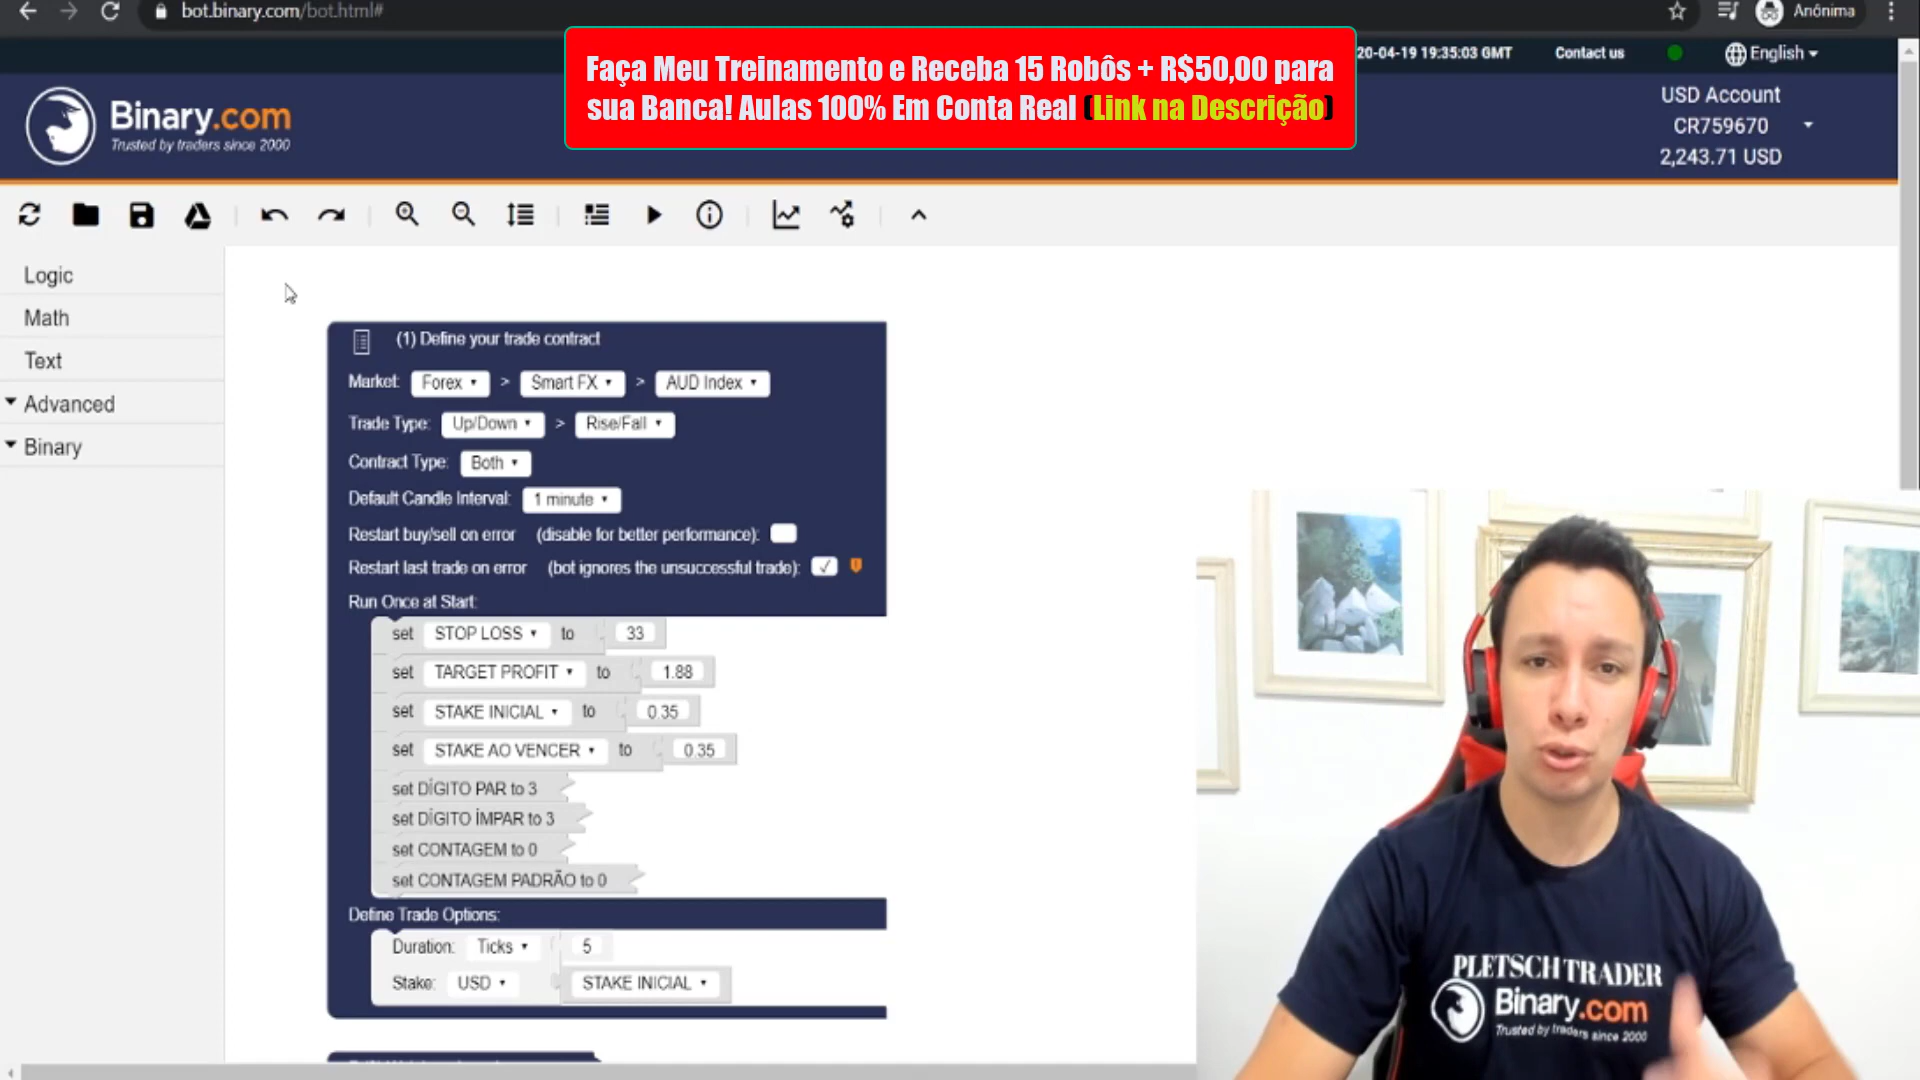 bot.binary.com/bot.html#
Anónima
Faça Meu Treinamento e Receba 15 Robôs + R$50,00 para
sua Banca! Aulas 100% Em Conta Real (Link na Descrição)
20-04-19 19:35:03 GMT
Contact us
English
Binary.com
Trusted by traders since 2000
USD Account
CR759670
2,243.71 USD
Logic
Math
Text
Advanced
Binary
(1) Define your trade contract
Market: Forex > Smart FX > AUD Index
Trade Type: Up/Down > Rise/Fall
Contract Type: Both
Default Candle Interval: 1 minute
Restart buy/sell on error (disable for better performance):
Restart last trade on error (bot ignores the unsuccessful trade):
Run Once at Start:
set STOP LOSS to 33
set TARGET PROFIT to 1.88
set STAKE INICIAL to 0.35
set STAKE AO VENCER to 0.35
set DÍGITO PAR to 3
set DÍGITO ÍMPAR to 3
set CONTAGEM to 0
set CONTAGEM PADRÃO to 0
Define Trade Options:
Duration: Ticks 5
Stake: USD STAKE INICIAL
PLETSCH TRADER
Binary.com
Trusted by traders since 2000